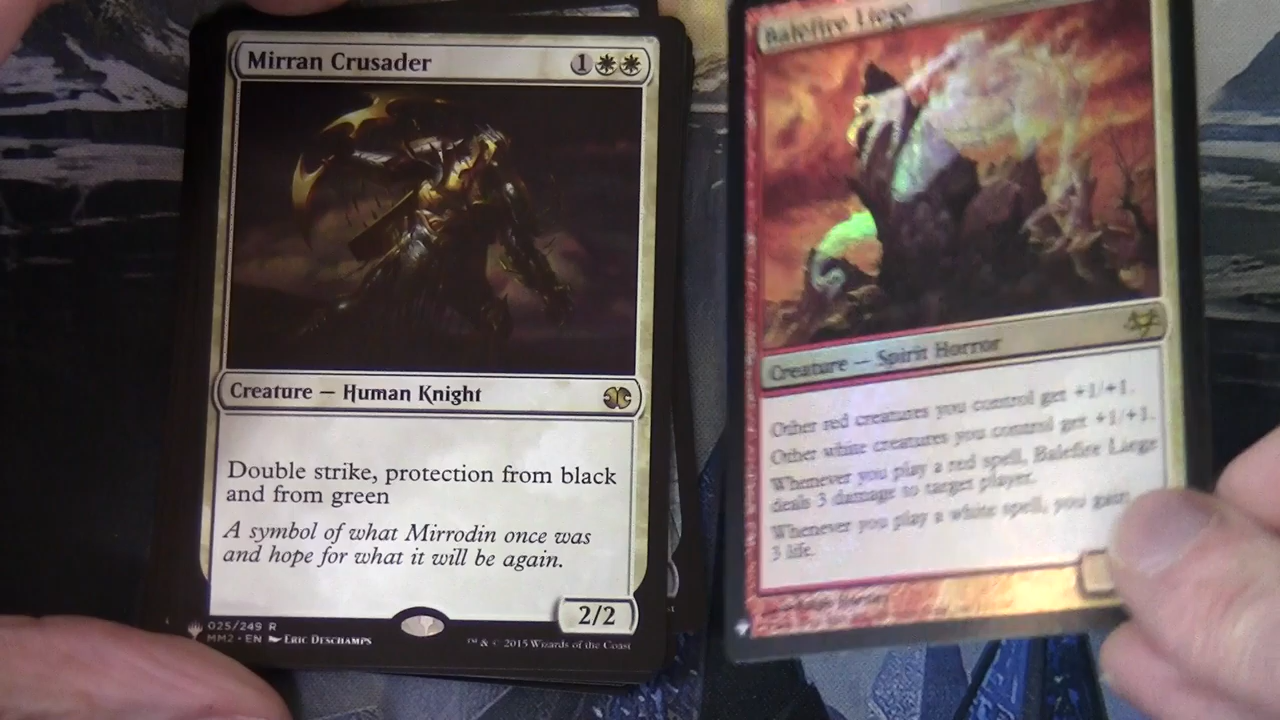 Mirran Crusader
1
Creature — Human Knight
Double strike, protection from black
and from green
A symbol of what Mirrodin once was
and hope for what it will be again.
2/2
025/249 R
MM2 • EN Eric Deschamps
™ & © 2015 Wizards of the Coast
Balefire Liege
Creature — Spirit Horror
Other red creatures you control get +1/+1.
Other white creatures you control get +1/+1.
Whenever you play a red spell, Balefire Liege
deals 3 damage to target player.
Whenever you play a white spell, you gain
3 life.